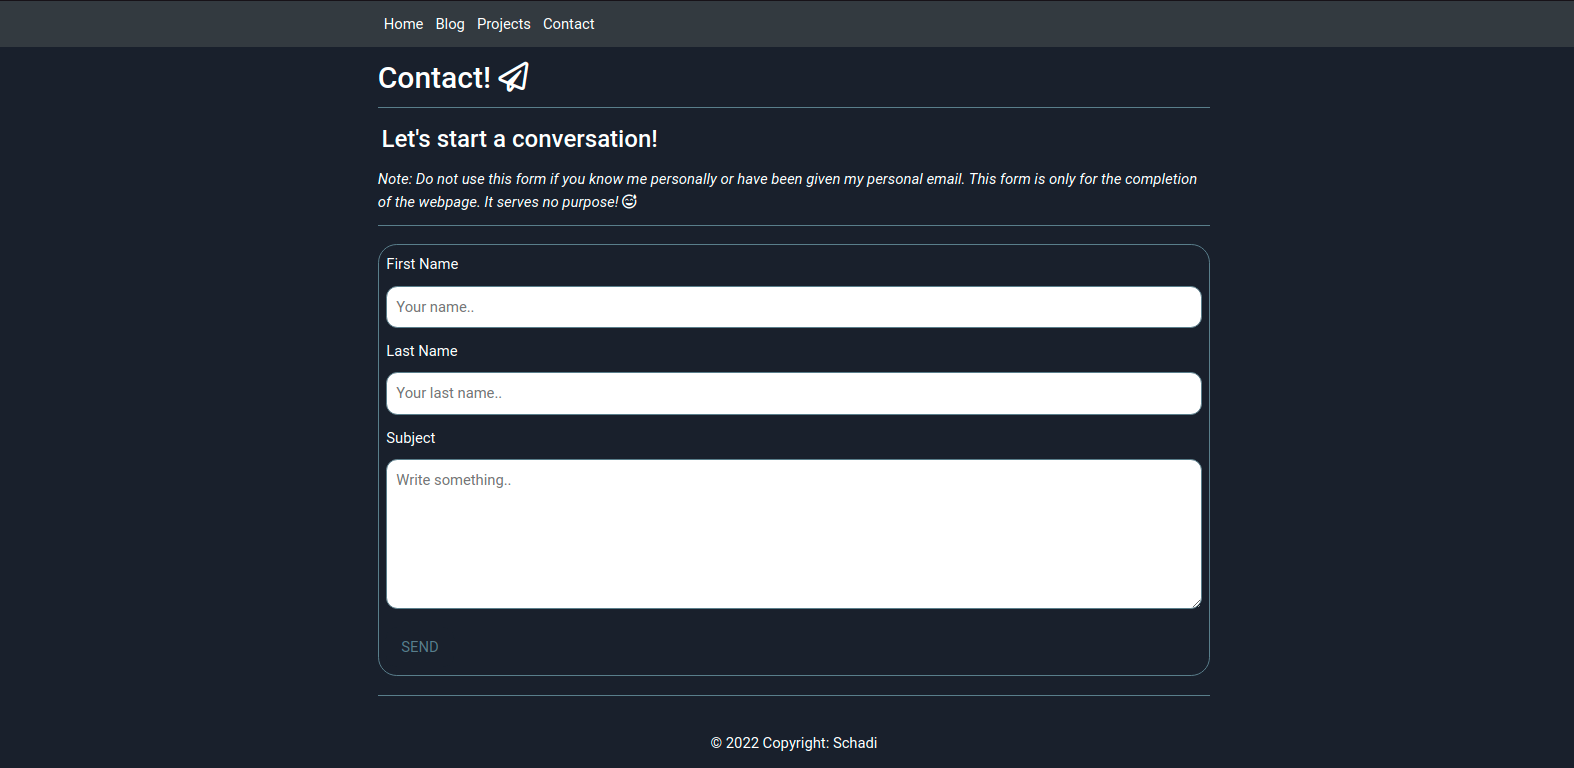 Home Blog Projects Contact
Contact!
Let's start a conversation!
Note: Do not use this form if you know me personally or have been given my personal email. This form is only for the completion
of the webpage. It serves no purpose!
First Name
Your name..
Last Name
Your last name..
Subject
Write something..
SEND
© 2022 Copyright: Schadi